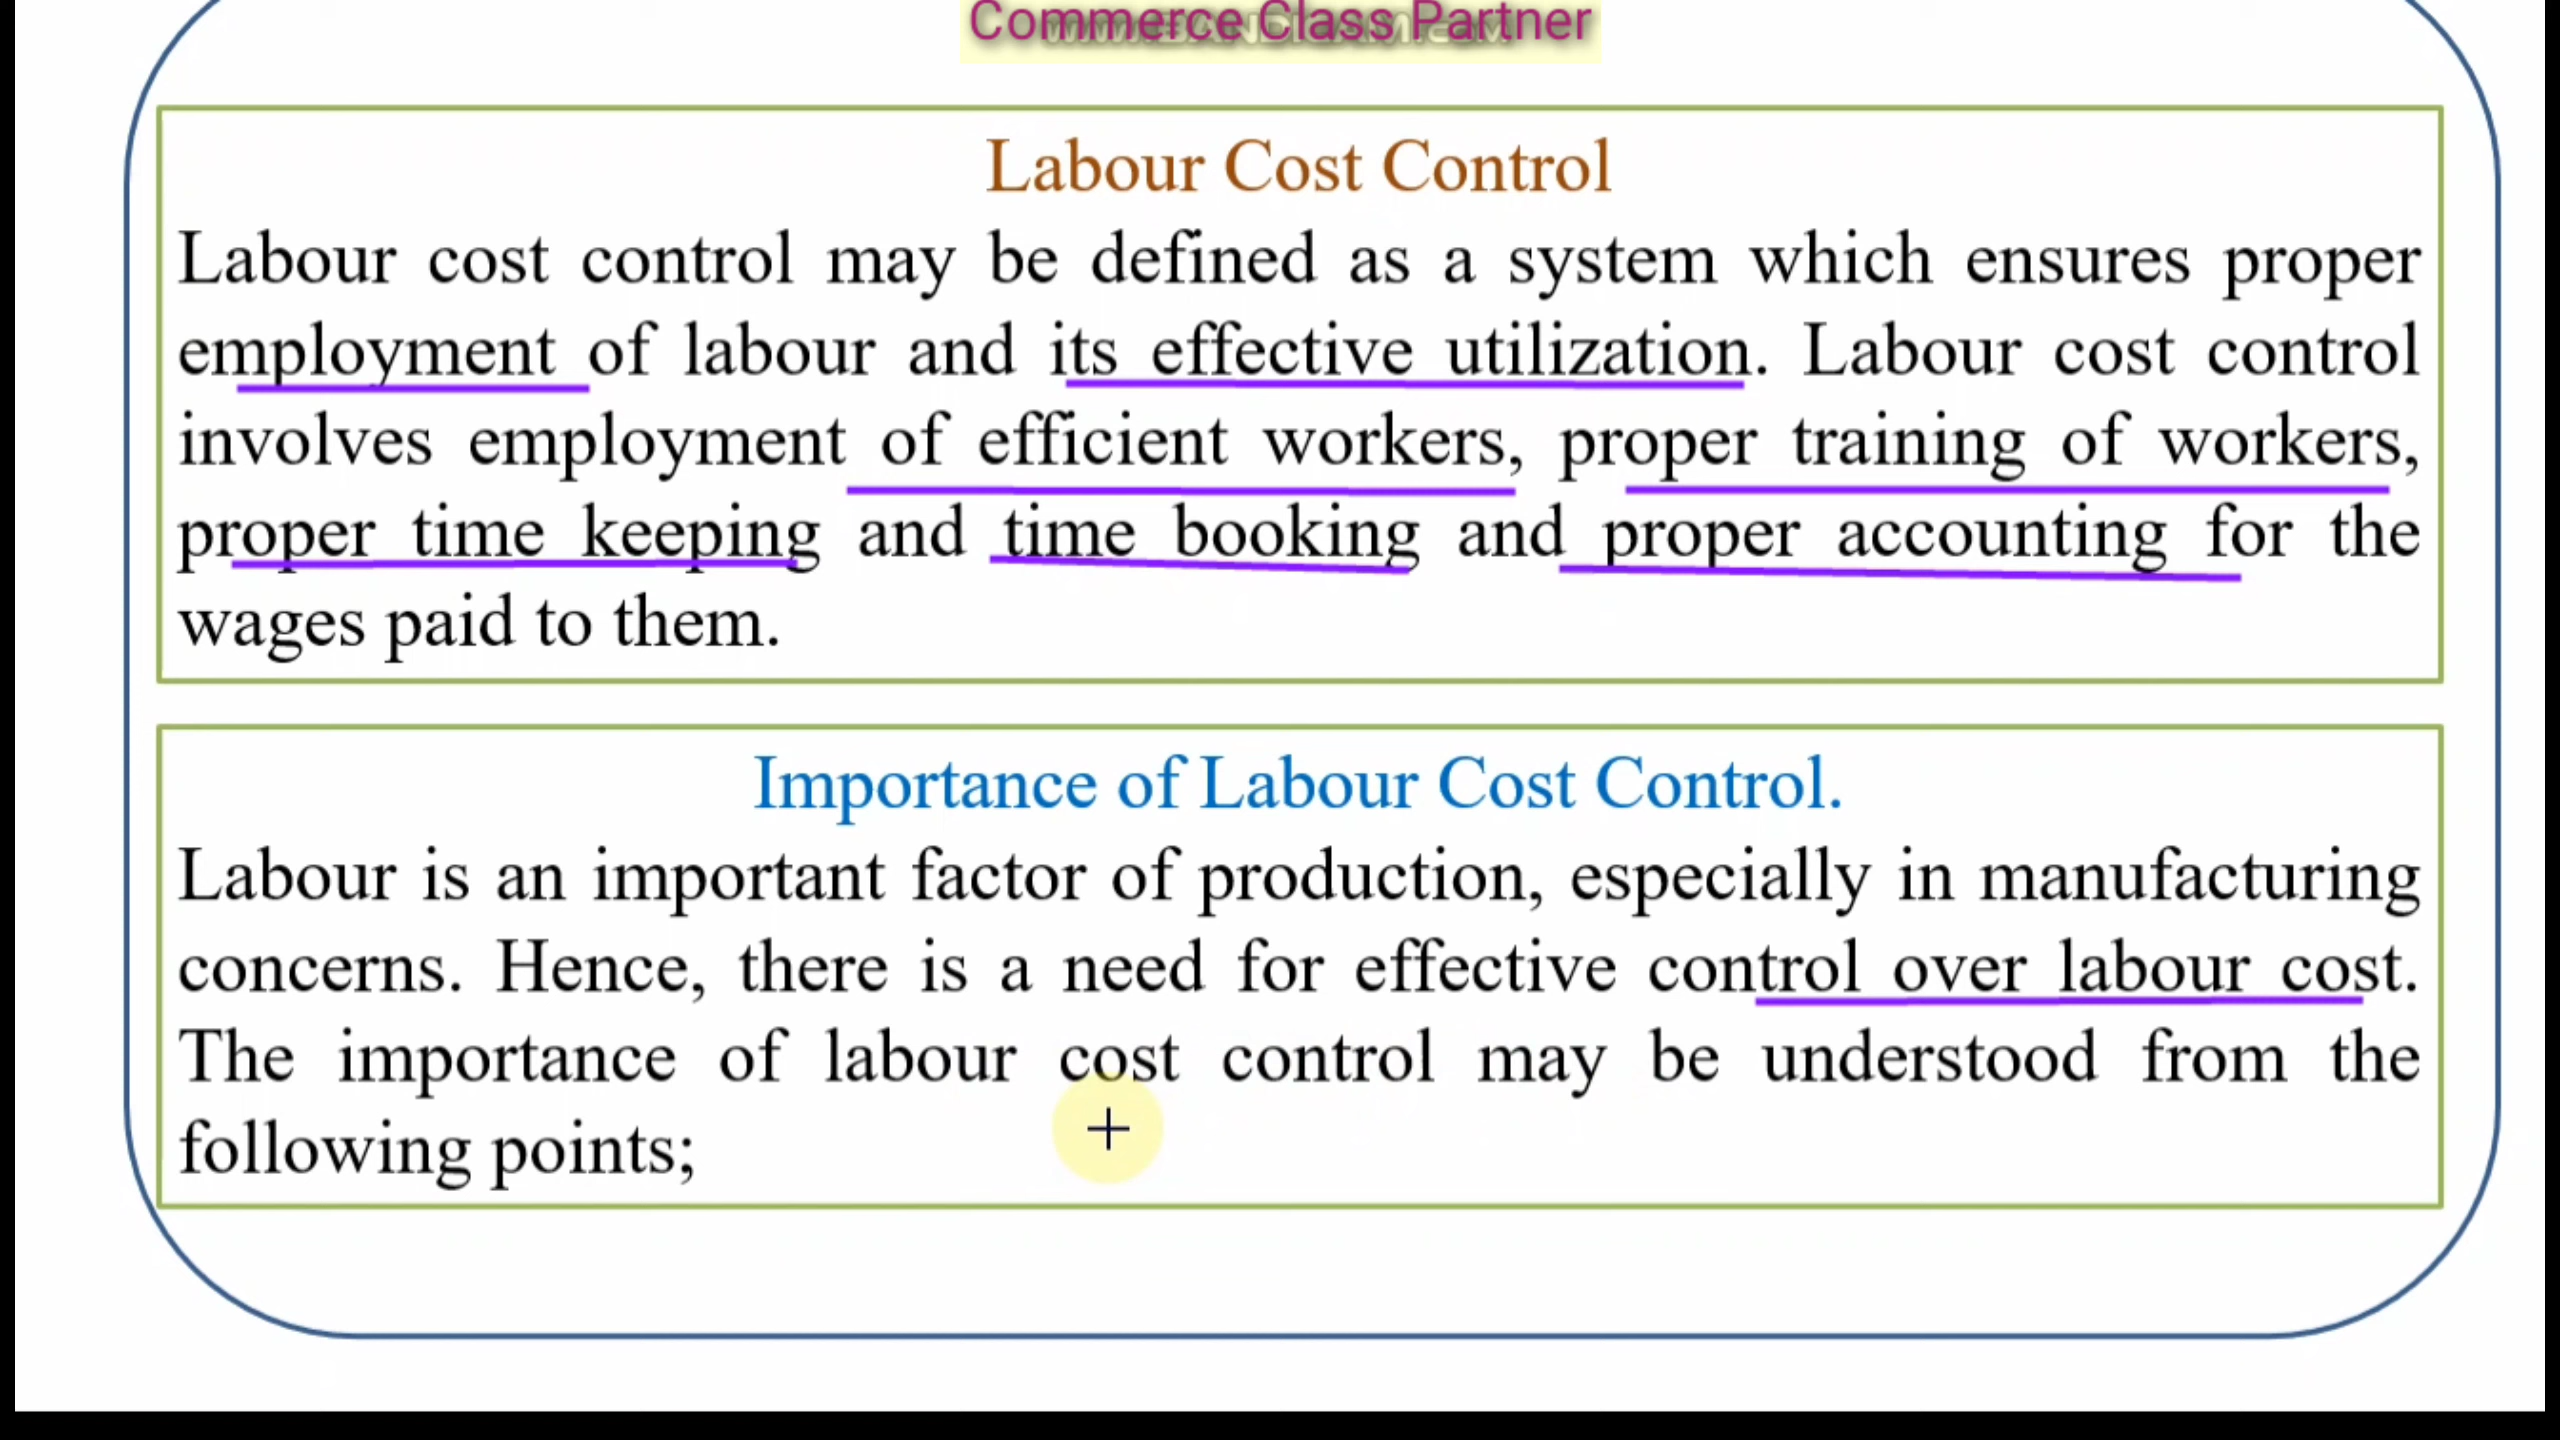 Commerce Class Partner
Labour Cost Control
Labour cost control may be defined as a system which ensures proper
employment of labour and its effective utilization. Labour cost control
involves employment of efficient workers, proper training of workers,
proper time keeping and time booking and proper accounting for the
wages paid to them.
Importance of Labour Cost Control.
Labour is an important factor of production, especially in manufacturing
concerns. Hence, there is a need for effective control over labour cost.
The importance of labour cost control may be understood from the
following points;